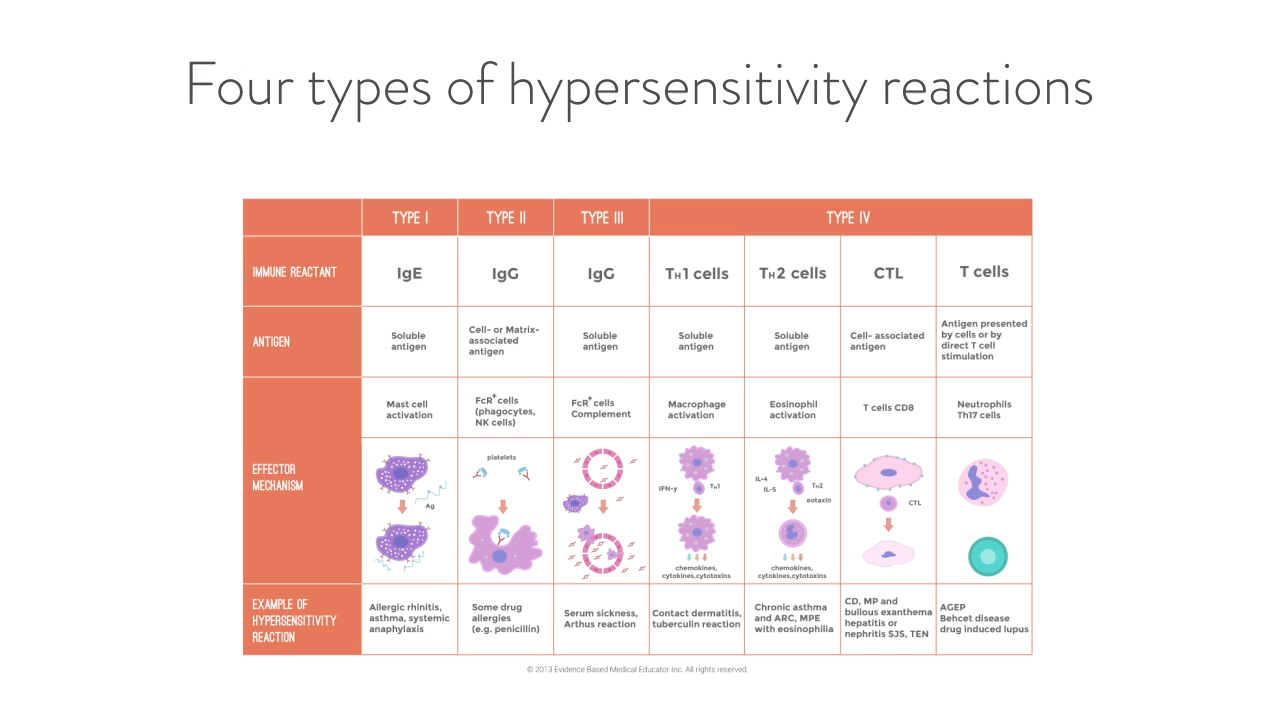 Four types of hypersensitivity reactions
TYPE I
TYPE II
TYPE III
TYPE IV
IMMUNE REACTANT
IgE
IgG
IgG
TH1 cells
TH2 cells
CTL
T cells
ANTIGEN
Soluble
antigen
Cell- or Matrix-
associated
antigen
Soluble
antigen
Soluble
antigen
Soluble
antigen
Cell- associated
antigen
Antigen presented
by cells or by
direct T cell
stimulation
EFFECTOR
MECHANISM
Mast cell
activation
FcR+ cells
(phagocytes,
NK cells)
FcR+ cells
Complement
Macrophage
activation
Eosinophil
activation
T cells CD8
Neutrophils
Th17 cells
Ag
platelets
IFN-γ
TH1
chemokines,
cytokines,cytotoxins
IL-4
IL-5
TH2
eotaxin
chemokines,
cytokines,cytotoxins
CTL
EXAMPLE OF
HYPERSENSITIVITY
REACTION
Allergic rhinitis,
asthma, systemic
anaphylaxis
Some drug
allergies
(e.g. penicillin)
Serum sickness,
Arthus reaction
Contact dermatitis,
tuberculin reaction
Chronic asthma
and ARC, MPE
with eosinophilia
CD, MP and
bullous exanthema
hepatitis or
nephritis SJS, TEN
AGEP
Behcet disease
drug induced lupus
© 2013 Evidence Based Medical Educator Inc. All rights reserved.